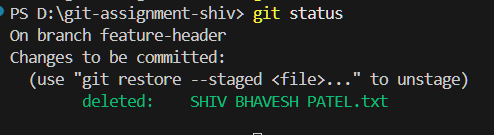 PS D:\git-assignment-shiv> git status
On branch feature-header
Changes to be committed:
  (use "git restore --staged <file>..." to unstage)
        deleted:    SHIV BHAVESH PATEL.txt